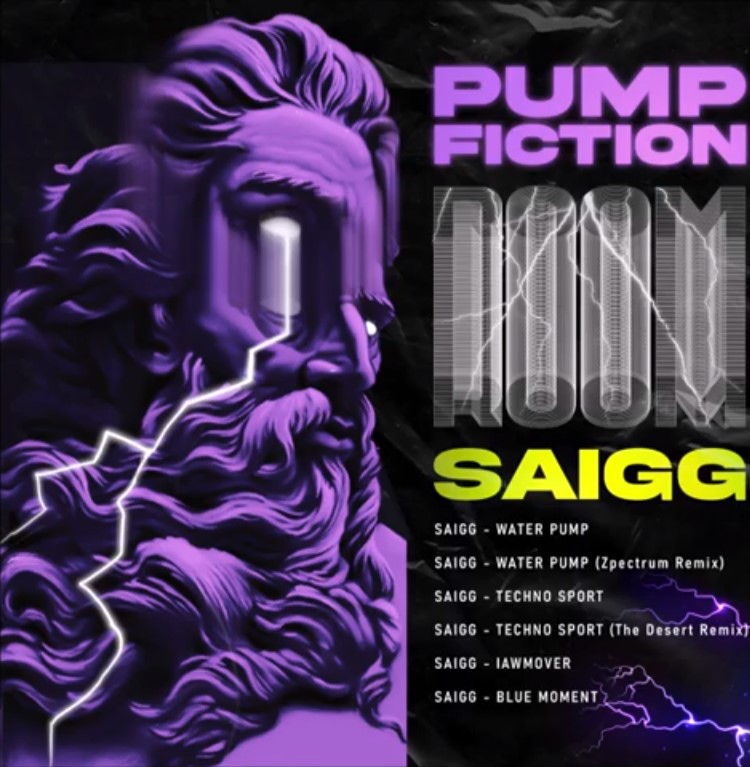 PUMP
FICTION
ROOM
SAIGG
SAIGG - WATER PUMP
SAIGG - WATER PUMP (Zpectrum Remix)
SAIGG - TECHNO SPORT
SAIGG - TECHNO SPORT (The Desert Remix)
SAIGG - IAWMOVER
SAIGG - BLUE MOMENT